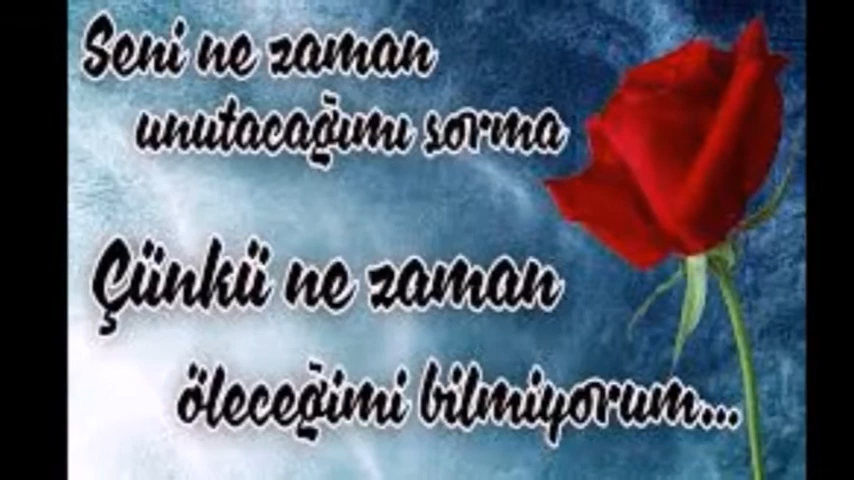 Seni ne zaman
unutacağımı sorma
Çünkü ne zaman
öleceğimi bilmiyorum...